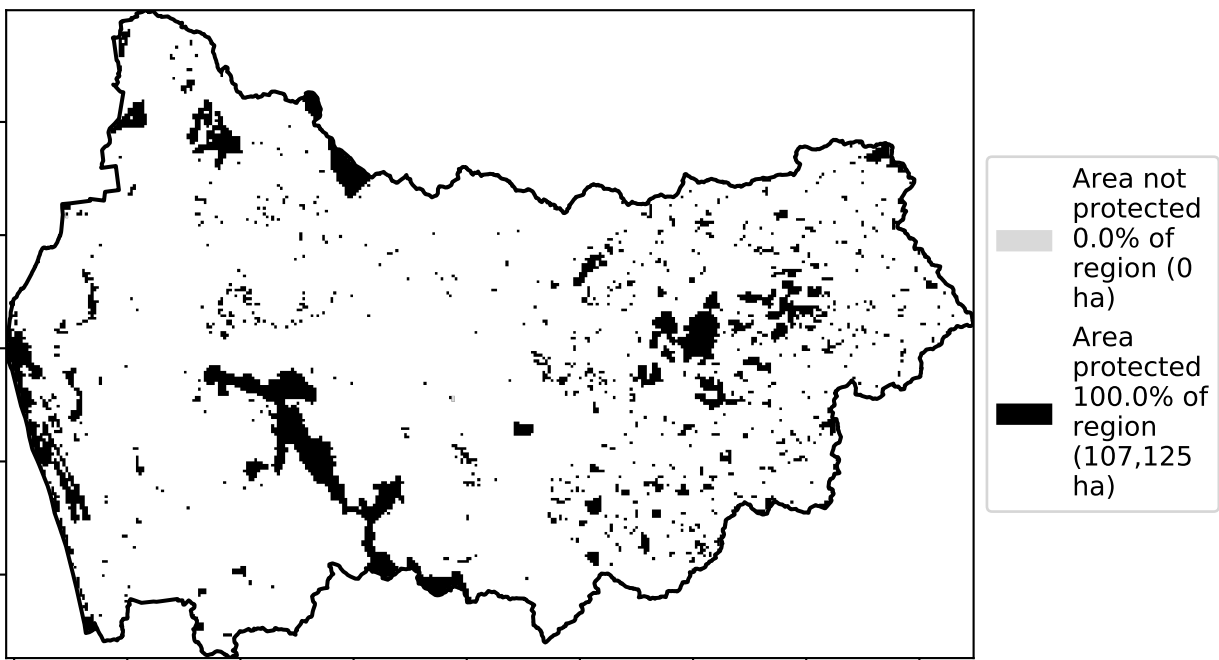 Area not
protected
0.0% of
region (0
ha)
Area
protected
100.0% of
region
(107,125
ha)